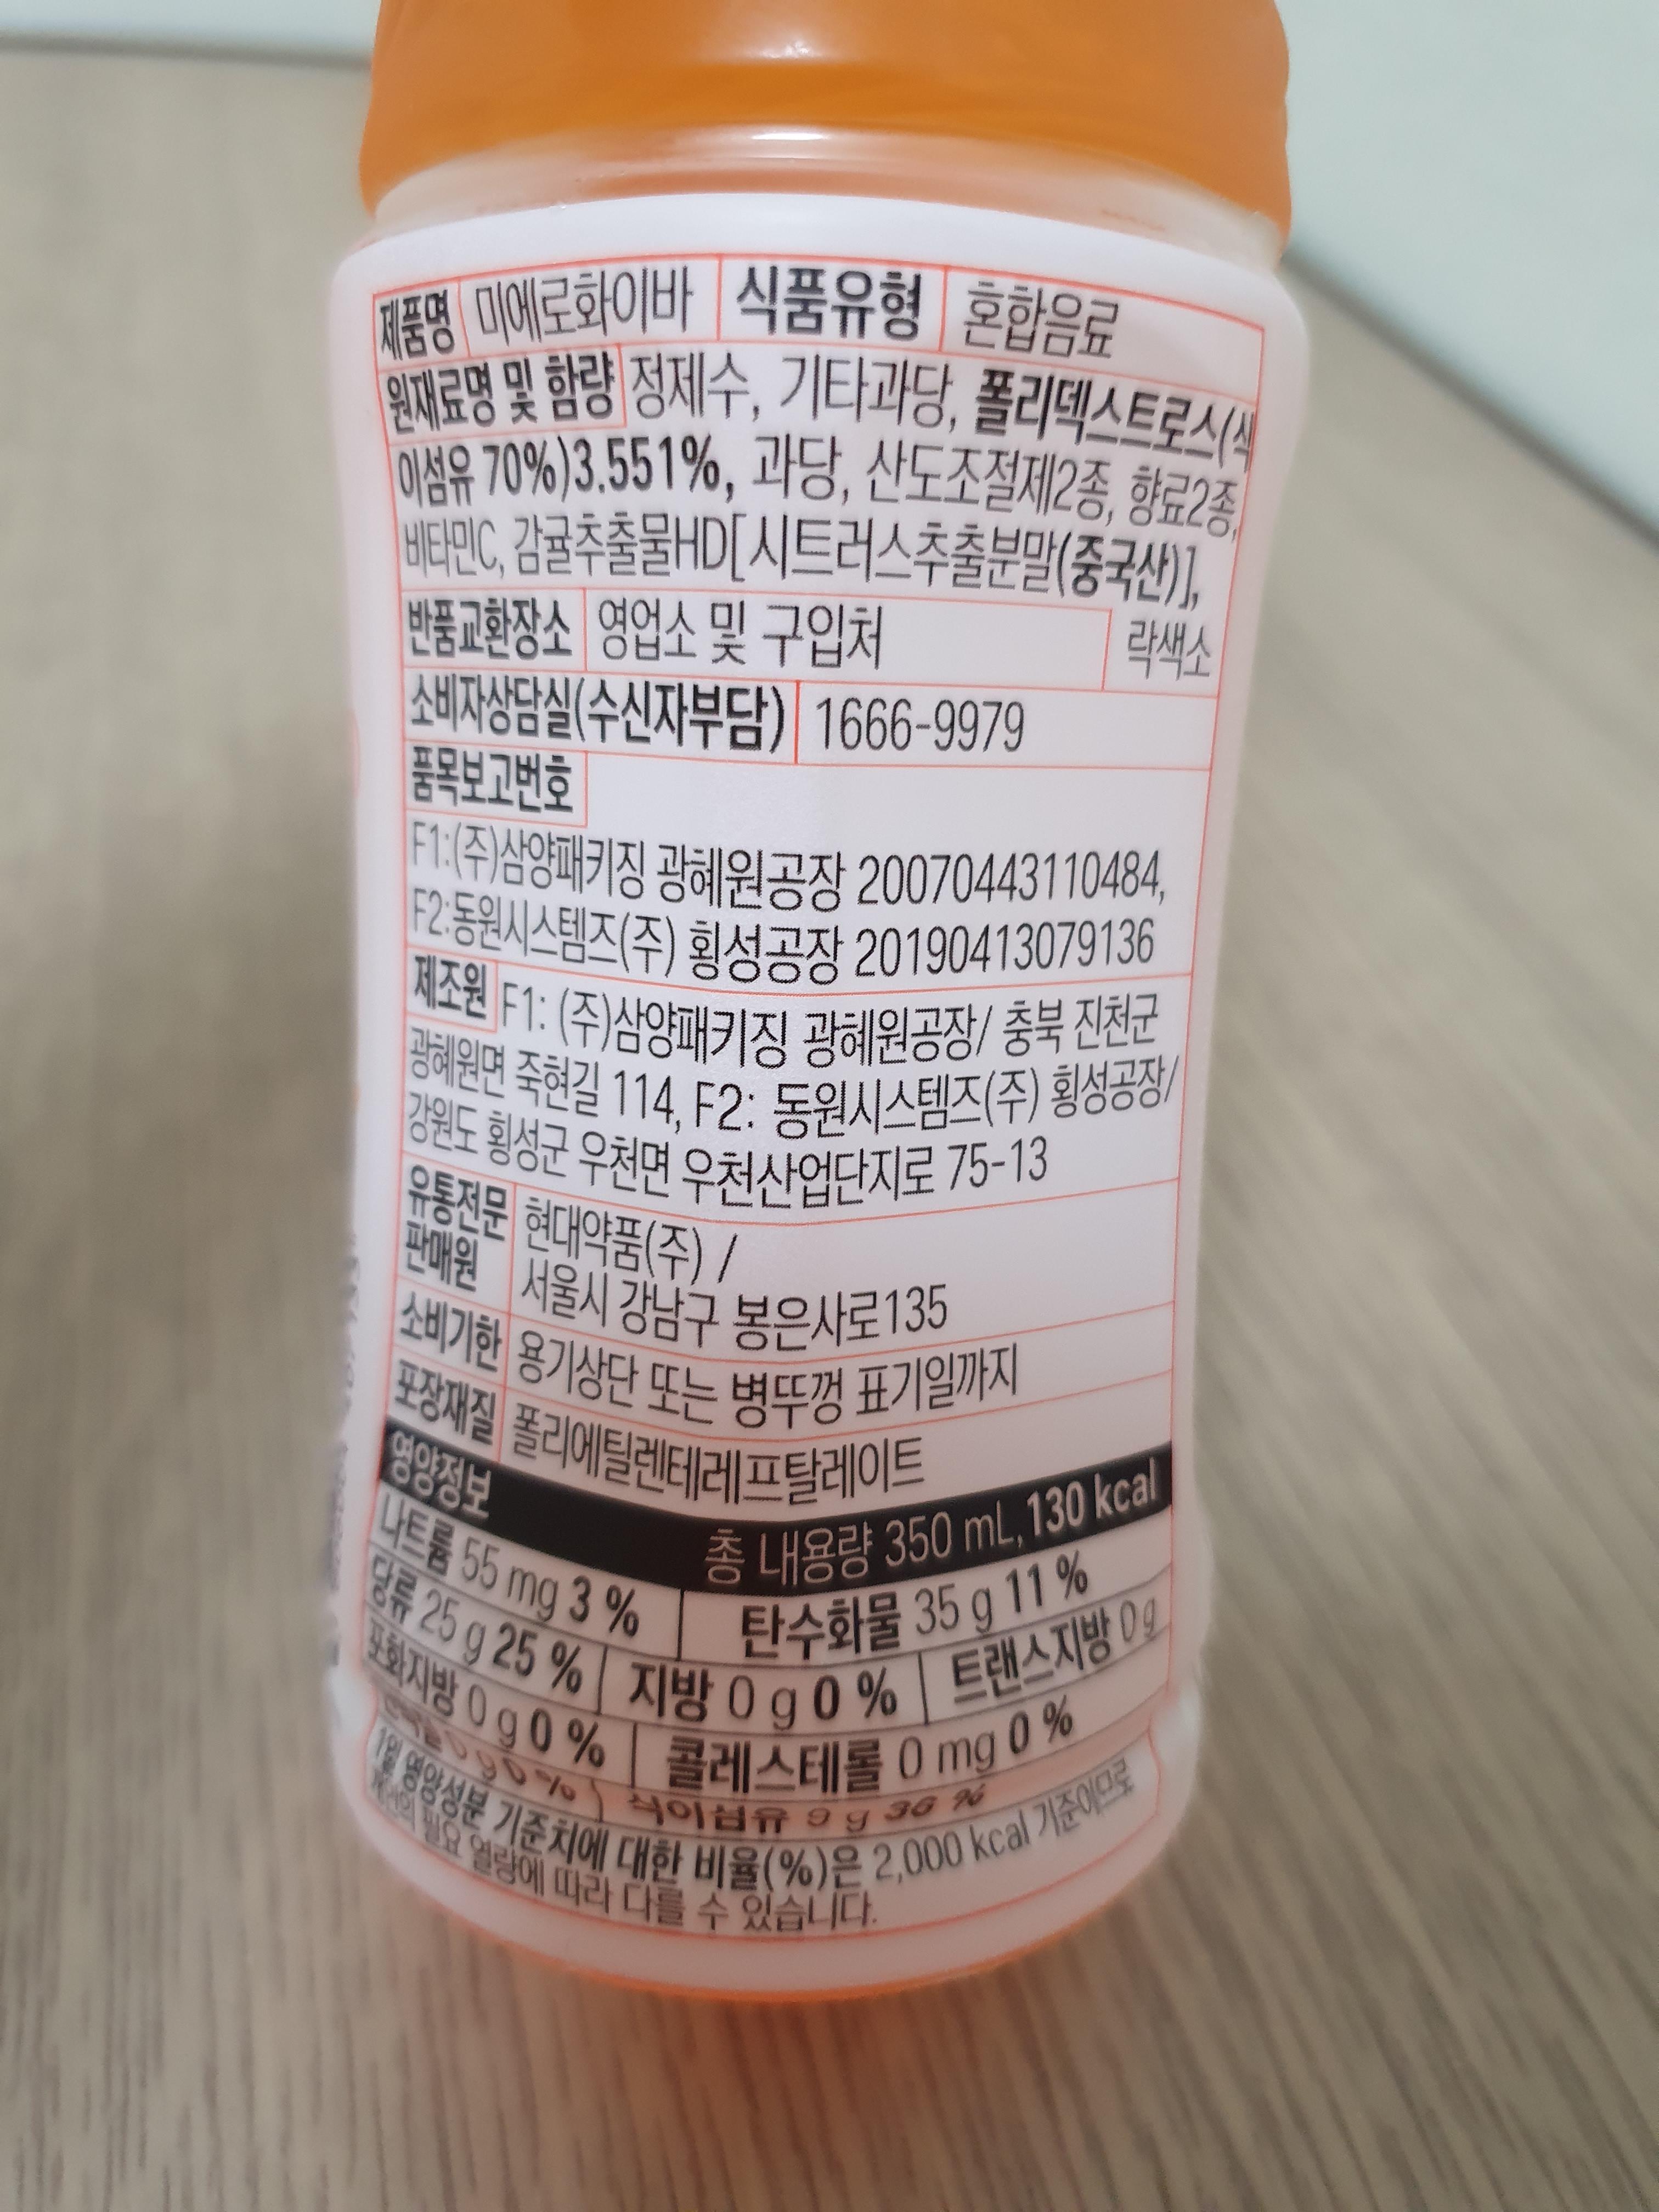 제품명 미에로화이바 식품유형 혼합음료
원재료명 및 함량 정제수, 기타과당, 폴리덱스트로스(식
이섬유 70%)3.551%, 과당, 산도조절제2종, 향료2종,
비타민C, 감귤추출물HD[시트러스추출분말(중국산)],
반품교환장소 영업소 및 구입처 락색소
소비자상담실(수신자부담) 1666-9979
품목보고번호
F1:(주)삼양패키징 광혜원공장 20070443110484,
F2:동원시스템즈(주) 횡성공장 20190413079136
제조원 F1: (주)삼양패키징 광혜원공장/ 충북 진천군
광혜원면 죽현길 114, F2: 동원시스템즈(주) 횡성공장/
강원도 횡성군 우천면 우천산업단지로 75-13
유통전문
판매원
현대약품(주) /
서울시 강남구 봉은사로135
소비기한 용기상단 또는 병뚜껑 표기일까지
포장재질 폴리에틸렌테레프탈레이트
영양정보 총 내용량 350 mL, 130 kcal
나트륨 55 mg 3 % 탄수화물 35 g 11 %
당류 25 g 25 % 지방 0 g 0 % 트랜스지방 0 g
포화지방 0 g 0 % 콜레스테롤 0 mg 0 %
0 g 0 % 식이섬유 9 g 36 %
1일 영양성분 기준치에 대한 비율(%)은 2,000 kcal 기준이므로
필요 열량에 따라 다를 수 있습니다.